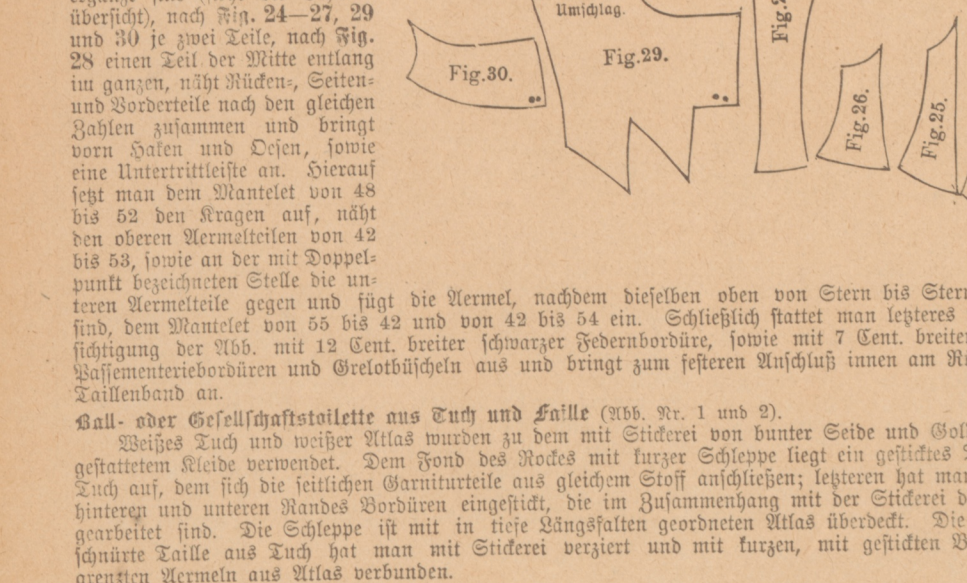 übersicht), nach Fig. 24—27, 29
und 30 je zwei Teile, nach Fig.
28 einen Teil der Mitte entlang
im ganzen, näht Rücken-, Seiten-
und Vorderteile nach den gleichen
Zahlen zusammen und bringt
vorn Haken und Oesen, sowie
eine Untertrittleiste an. Hierauf
setzt man dem Mantelet von 48
bis 52 den Kragen auf, näht
den oberen Aermelteilen von 42
bis 53, sowie an der mit Doppel-
punkt bezeichneten Stelle die un-
teren Aermelteile gegen und fügt die Aermel, nachdem dieselben oben von Stern bis Stern
sind, dem Mantelet von 55 bis 42 und von 42 bis 54 ein. Schließlich stattet man letzteres
sichtigung der Abb. mit 12 Cent. breiter schwarzer Federnbordüre, sowie mit 7 Cent. breiter
Passementeriebordüren und Grelotbüscheln aus und bringt zum festeren Anschluß innen am
Taillenband an.
Ball- oder Gesellschaftstoilette aus Tuch und Faille (Abb. Nr. 1 und 2).
Weißes Tuch und weißer Atlas wurden zu dem mit Stickerei von bunter Seide und
gestattetem Kleide verwendet. Dem Fond des Rockes mit kurzer Schleppe liegt ein gesticktes
Tuch auf, dem sich die seitlichen Garniturteile aus gleichem Stoff anschließen; letzteren hat man
hinteren und unteren Randes Bordüren eingestickt, die im Zusammenhang mit der Stickerei
gearbeitet sind. Die Schleppe ist mit in tiefe Längsfalten geordneten Atlas überdeckt. Die
schnürte Taille aus Tuch hat man mit Stickerei verziert und mit kurzen, mit gestickten
grenzten Aermeln aus Atlas verbunden.
Umschlag.
Fig.30.
Fig.29.
Fig.26.
Fig.25.